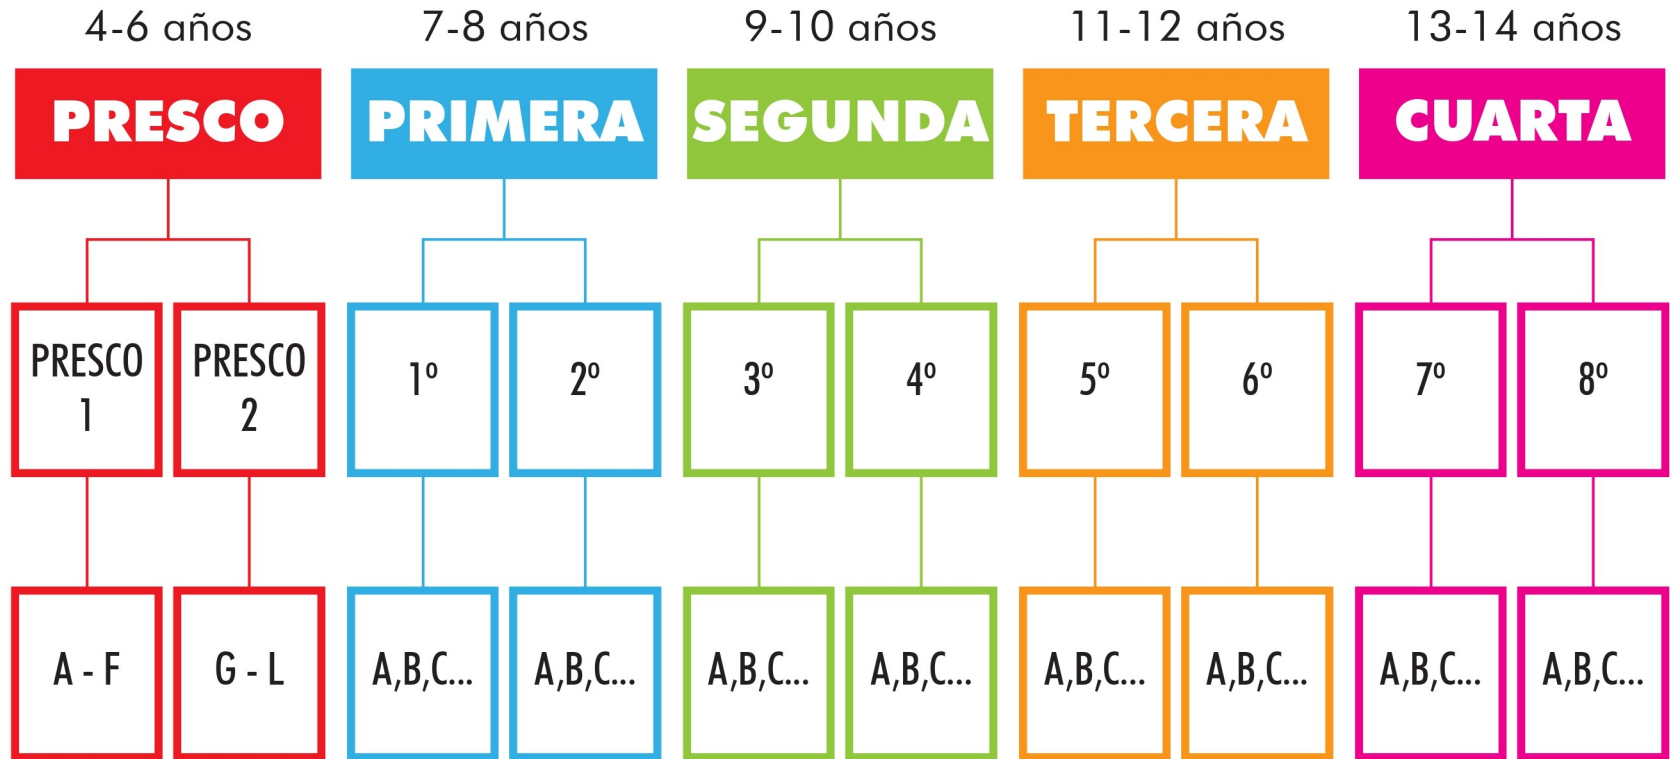 4-6 años 7-8 años 9-10 años 11-12 años 13-14 años
PRESCO PRIMERA SEGUNDA TERCERA CUARTA
PRESCO 1 PRESCO 2 1º 2º 3º 4º 5º 6º 7º 8º
A - F G - L A,B,C... A,B,C... A,B,C... A,B,C... A,B,C... A,B,C... A,B,C... A,B,C...